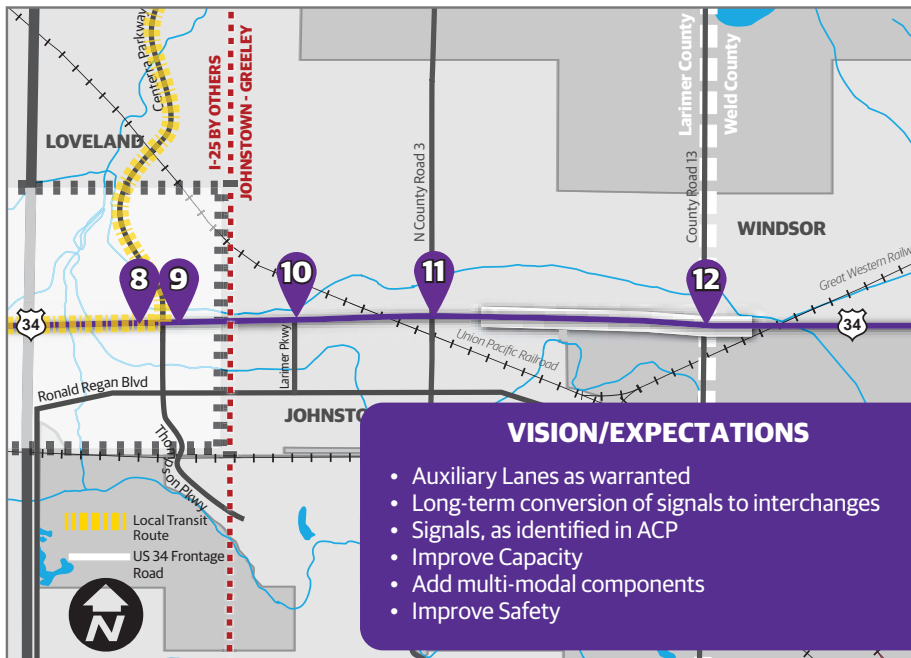 Centerra Parkway
LOVELAND
I-25 BY OTHERS
JOHNSTOWN - GREELEY
N County Road 3
Larimer County
Weld County
County Road 13
WINDSOR
8
9
10
11
12
34
34
Great Western Railw
Union Pacific Railroad
Larimer Pkwy
Ronald Regan Blvd
JOHNSTO
Thompson Pkwy
Local Transit
Route
US 34 Frontage
Road
N
VISION/EXPECTATIONS
• Auxiliary Lanes as warranted
• Long-term conversion of signals to interchanges
• Signals, as identified in ACP
• Improve Capacity
• Add multi-modal components
• Improve Safety